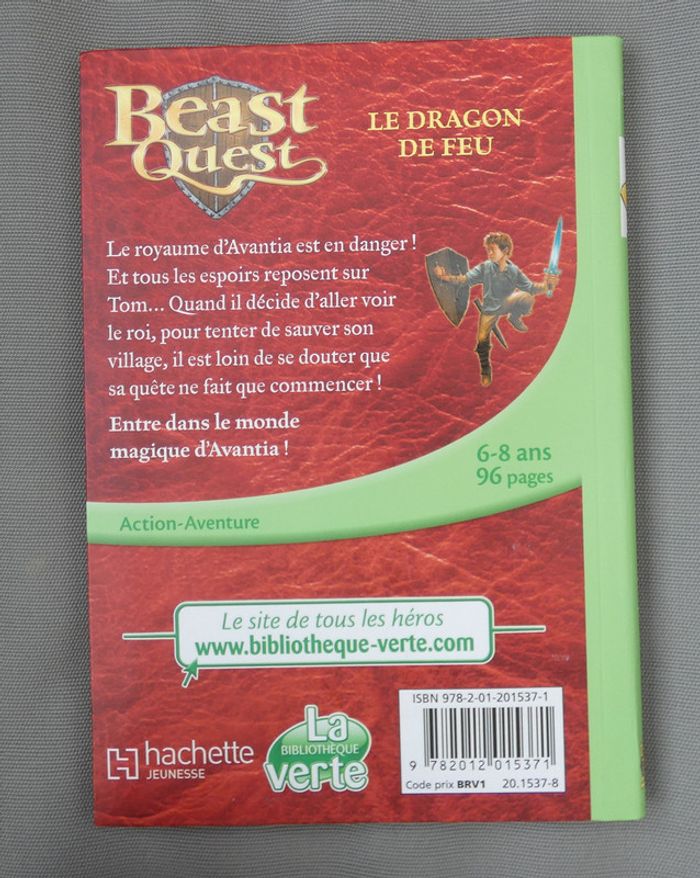 Beast
Quest
LE DRAGON
DE FEU
Le royaume d'Avantia est en danger !
Et tous les espoirs reposent sur
Tom... Quand il décide d'aller voir
le roi, pour tenter de sauver son
village, il est loin de se douter que
sa quête ne fait que commencer !
Entre dans le monde
magique d'Avantia !
6-8 ans
96 pages
Action-Aventure
Le site de tous les héros
www.bibliotheque-verte.com
hachette
JEUNESSE
La
BIBLIOTHÈQUE
verte
ISBN 978-2-01-201537-1
9 782012 015371
Code prix BRV1 20.1537-8